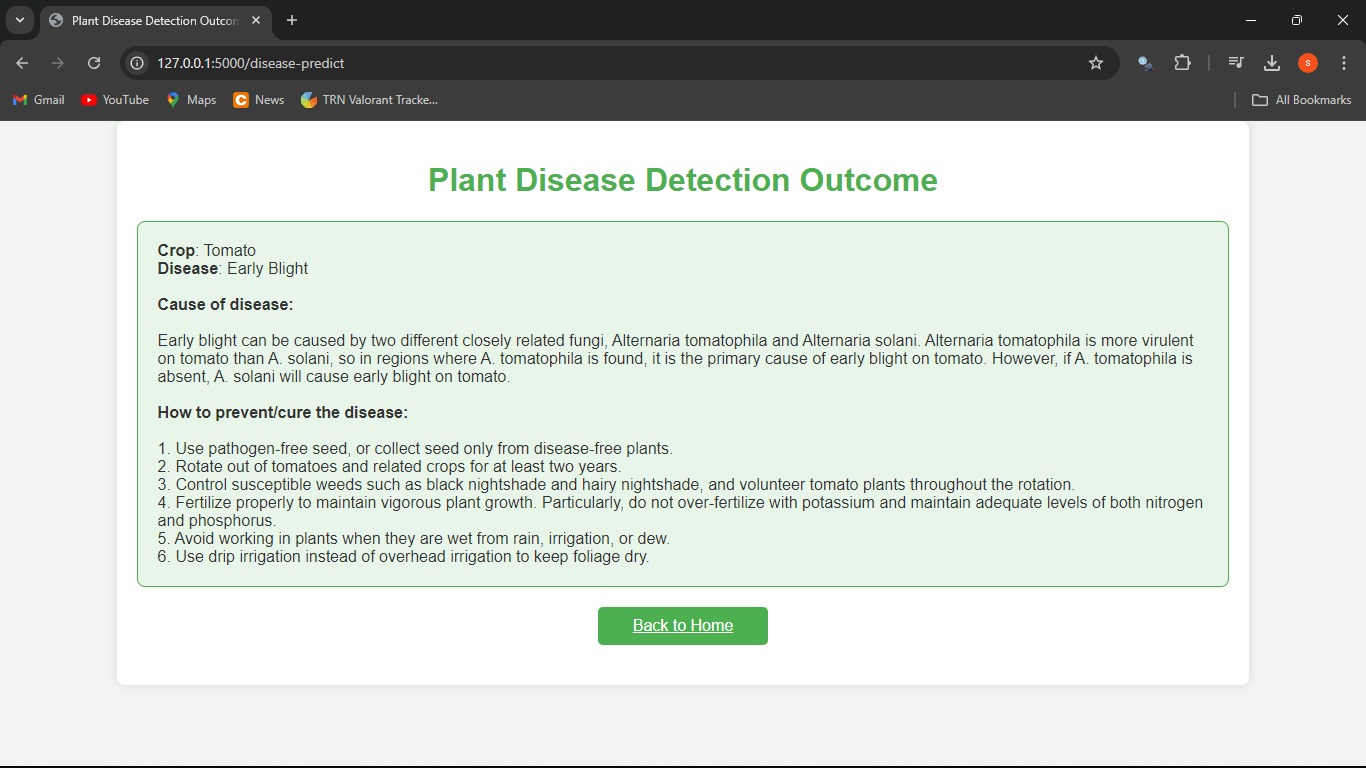 Plant Disease Detection Outcon
127.0.0.1:5000/disease-predict
S
Gmail
YouTube
Maps
News
TRN Valorant Tracke...
All Bookmarks
Plant Disease Detection Outcome
Crop: Tomato
Disease: Early Blight
Cause of disease:
Early blight can be caused by two different closely related fungi, Alternaria tomatophila and Alternaria solani. Alternaria tomatophila is more virulent
on tomato than A. solani, so in regions where A. tomatophila is found, it is the primary cause of early blight on tomato. However, if A. tomatophila is
absent, A. solani will cause early blight on tomato.
How to prevent/cure the disease:
1. Use pathogen-free seed, or collect seed only from disease-free plants.
2. Rotate out of tomatoes and related crops for at least two years.
3. Control susceptible weeds such as black nightshade and hairy nightshade, and volunteer tomato plants throughout the rotation.
4. Fertilize properly to maintain vigorous plant growth. Particularly, do not over-fertilize with potassium and maintain adequate levels of both nitrogen
and phosphorus.
5. Avoid working in plants when they are wet from rain, irrigation, or dew.
6. Use drip irrigation instead of overhead irrigation to keep foliage dry.
Back to Home